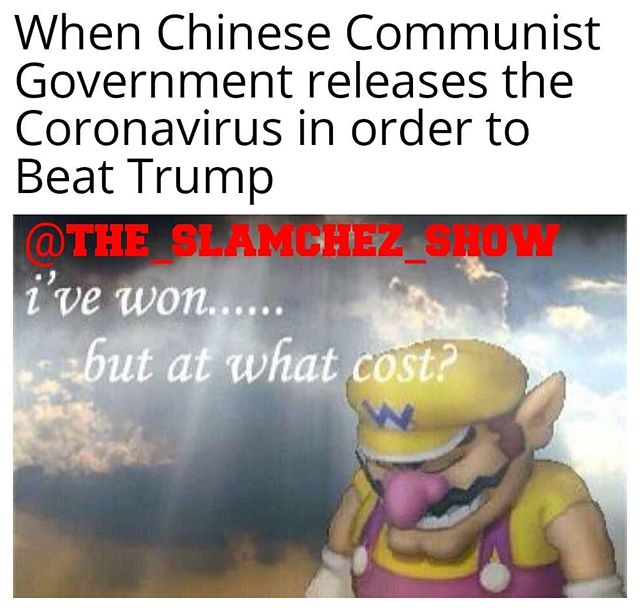 When Chinese Communist
Government releases the
Coronavirus in order to
Beat Trump
@THE_SLAMCHEZ_SHOW
i've won......
but at what cost?
W